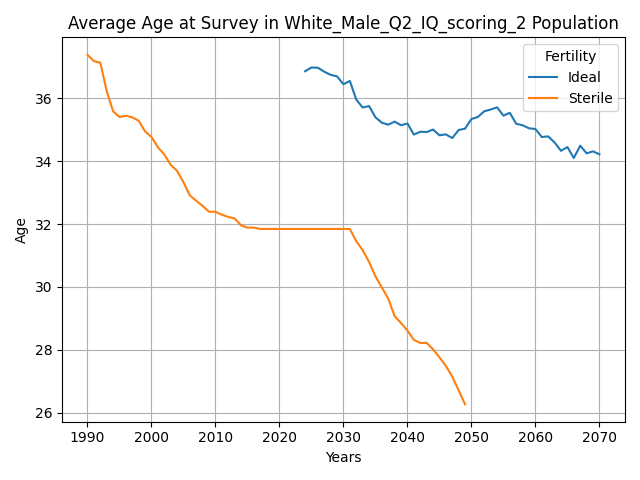 Average Age at Survey in White_Male_Q2_IQ_scoring_2 Population
Fertility
Ideal
Sterile
Age
36
34
32
30
28
26
1990 2000 2010 2020 2030 2040 2050 2060 2070
Years